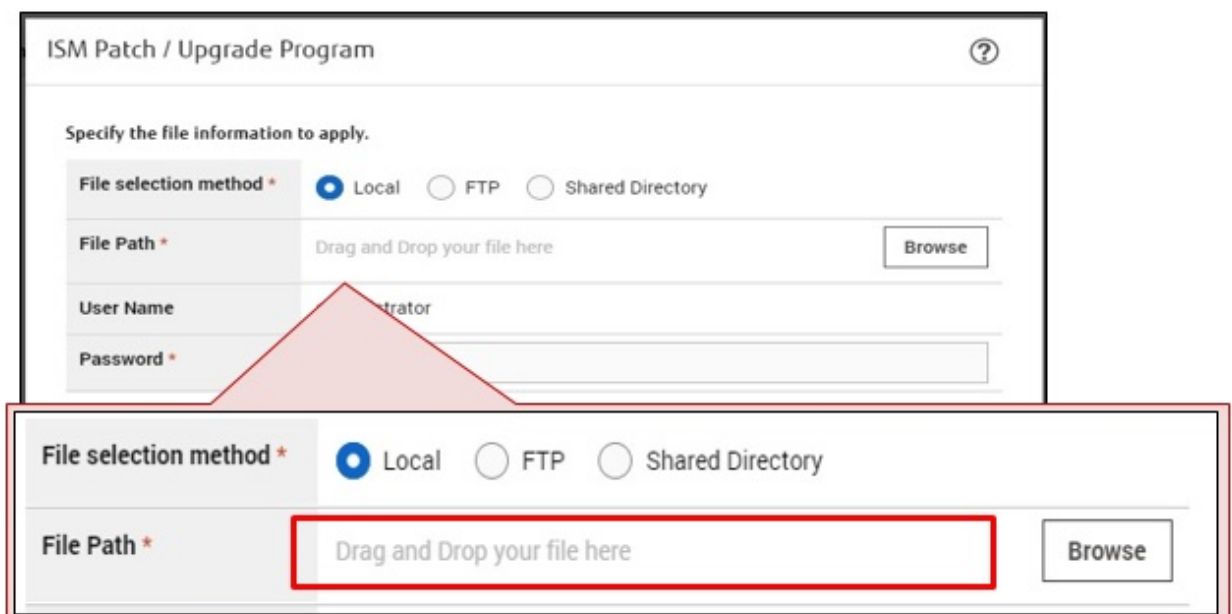 ISM Patch / Upgrade Program ?
Specify the file information to apply.
File selection method * Local FTP Shared Directory
File Path * Drag and Drop your file here Browse
User Name strator
Password *
File selection method * Local FTP Shared Directory
File Path * Drag and Drop your file here Browse